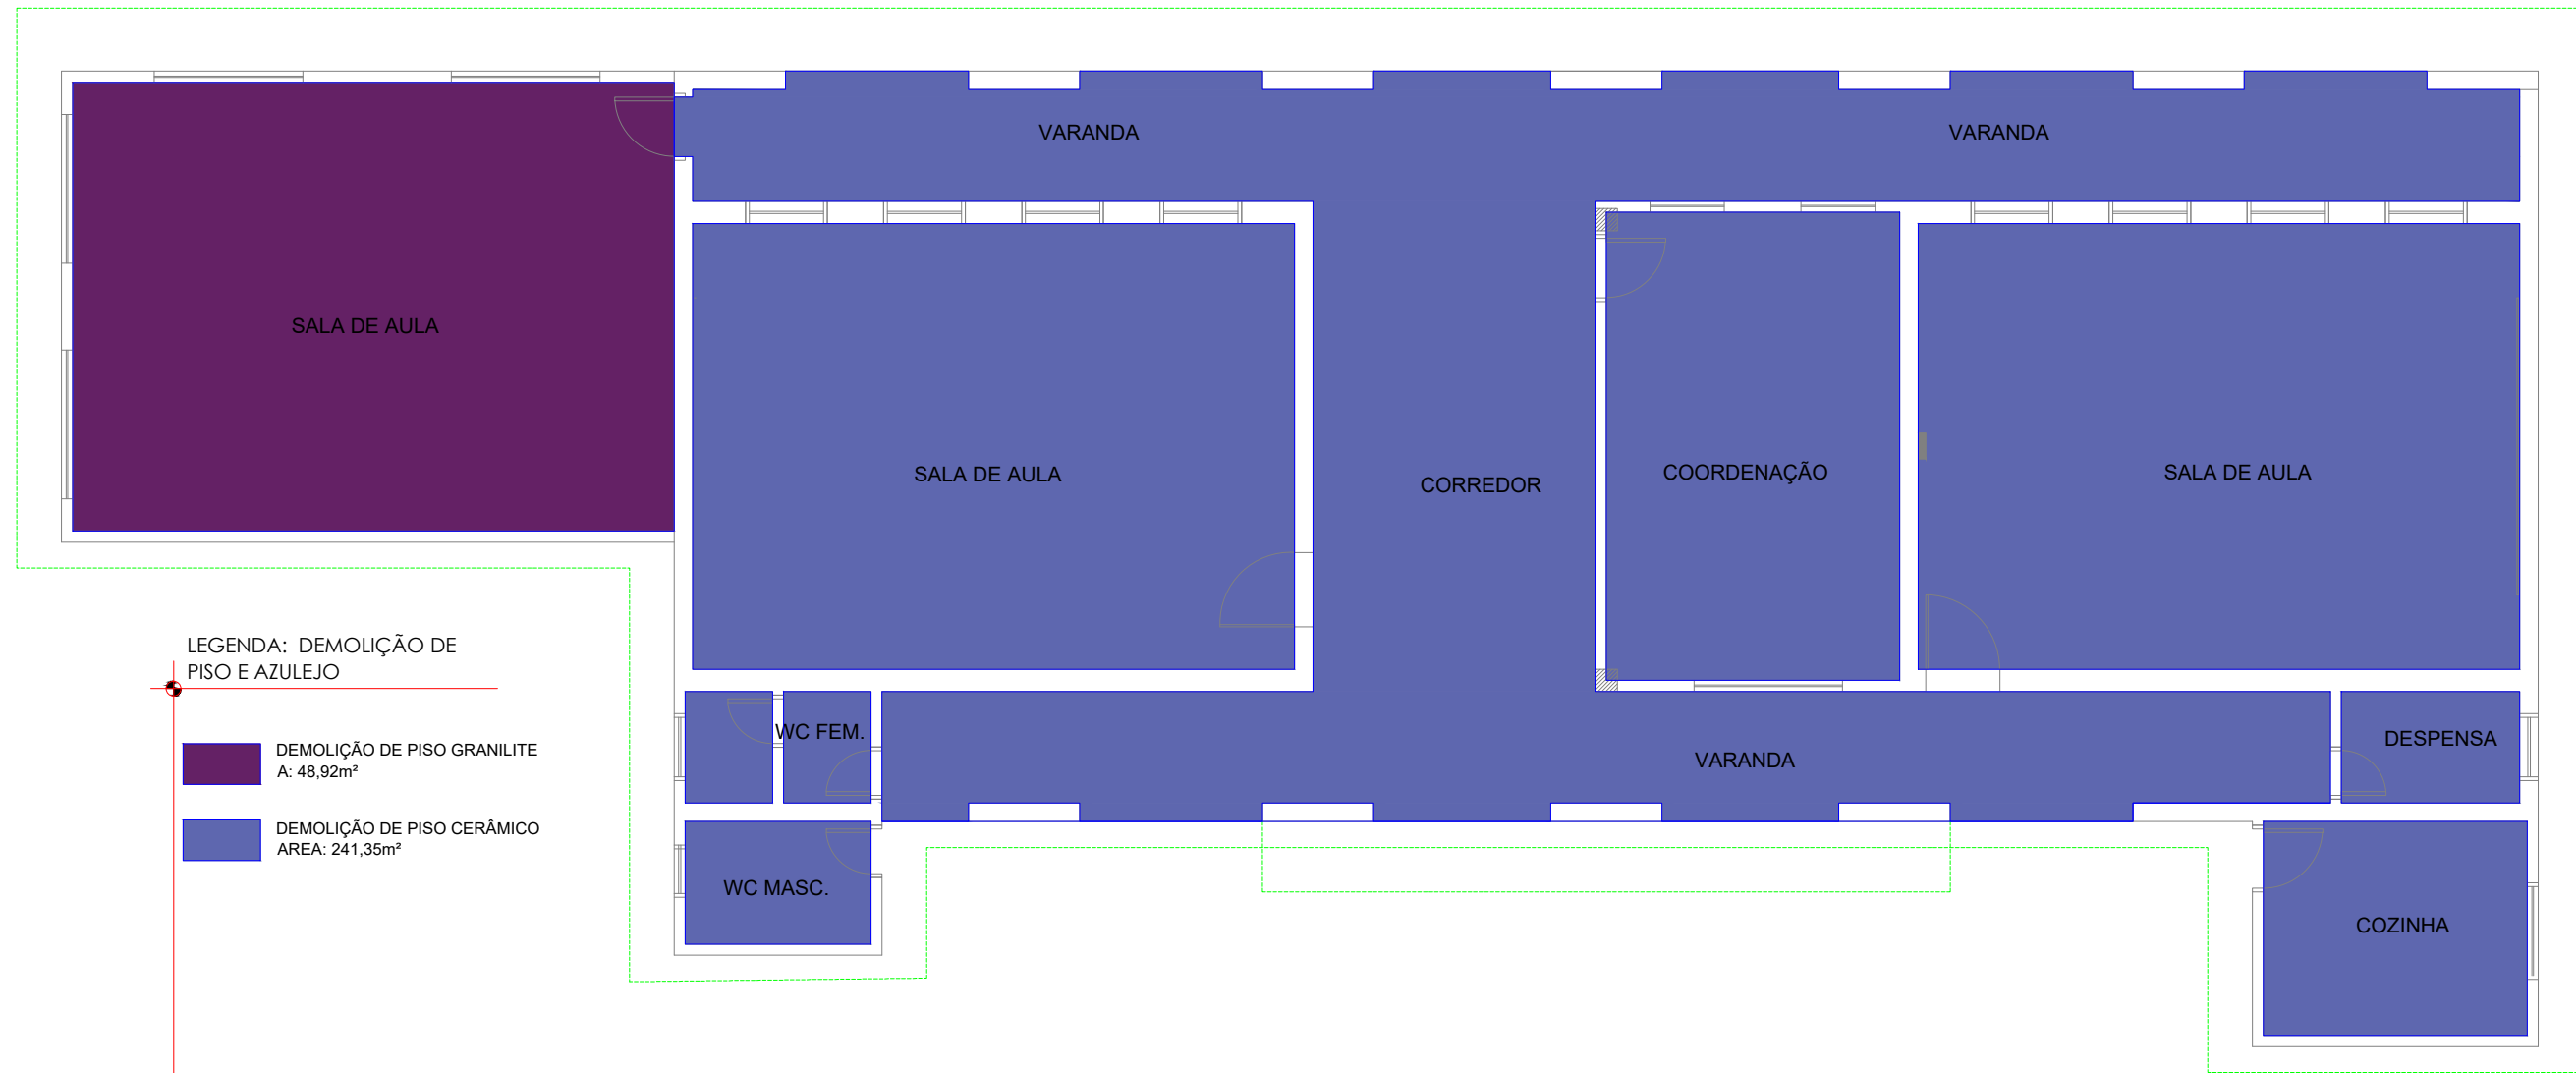 VARANDA
VARANDA
SALA DE AULA
SALA DE AULA
CORREDOR
COORDENAÇÃO
SALA DE AULA
LEGENDA: DEMOLIÇÃO DE
PISO E AZULEJO
WC FEM.
DESPENSA
VARANDA
DEMOLIÇÃO DE PISO GRANILITE
A: 48,92m²
DEMOLIÇÃO DE PISO CERÂMICO
AREA: 241,35m²
WC MASC.
COZINHA